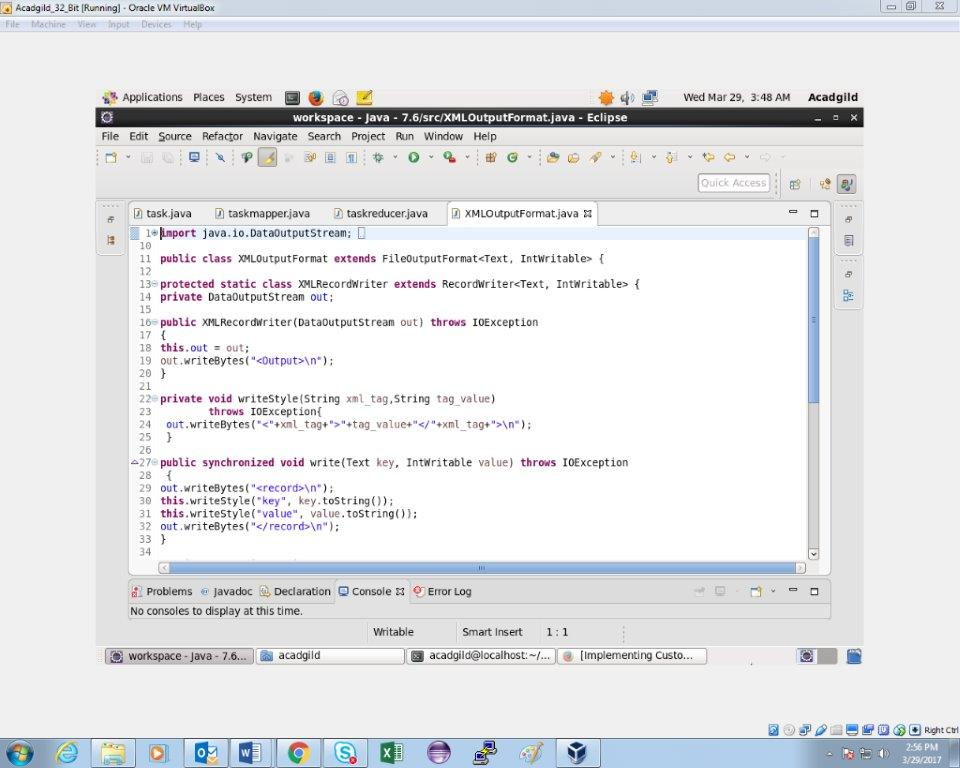 Acadgild_32_Bit [Running] - Oracle VM VirtualBox
File Machine View Input Devices Help
Applications Places System Wed Mar 29, 3:48 AM Acadgild
workspace - Java - 7.6/src/XMLOutputFormat.java - Eclipse
File Edit Source Refactor Navigate Search Project Run Window Help
Quick Access
task.java taskmapper.java taskreducer.java XMLOutputFormat.java
1 import java.io.DataOutputStream;
10
11 public class XMLOutputFormat extends FileOutputFormat<Text, IntWritable> {
12
13 protected static class XMLRecordWriter extends RecordWriter<Text, IntWritable> {
14 private DataOutputStream out;
15
16 public XMLRecordWriter(DataOutputStream out) throws IOException
17 {
18 this.out = out;
19 out.writeBytes("<Output>\n");
20 }
21
22 private void writeStyle(String xml_tag,String tag_value)
23 throws IOException{
24 out.writeBytes("<"+xml_tag+">"+tag_value+"</"+xml_tag+">\n");
25 }
26
27 public synchronized void write(Text key, IntWritable value) throws IOException
28 {
29 out.writeBytes("<record>\n");
30 this.writeStyle("key", key.toString());
31 this.writeStyle("value", value.toString());
32 out.writeBytes("</record>\n");
33 }
34
Problems Javadoc Declaration Console Error Log
No consoles to display at this time.
Writable Smart Insert 1 : 1
workspace - Java - 7.6... acadgild acadgild@localhost:~/... [Implementing Custo...
Right Ctrl
2:56 PM
3/29/2017